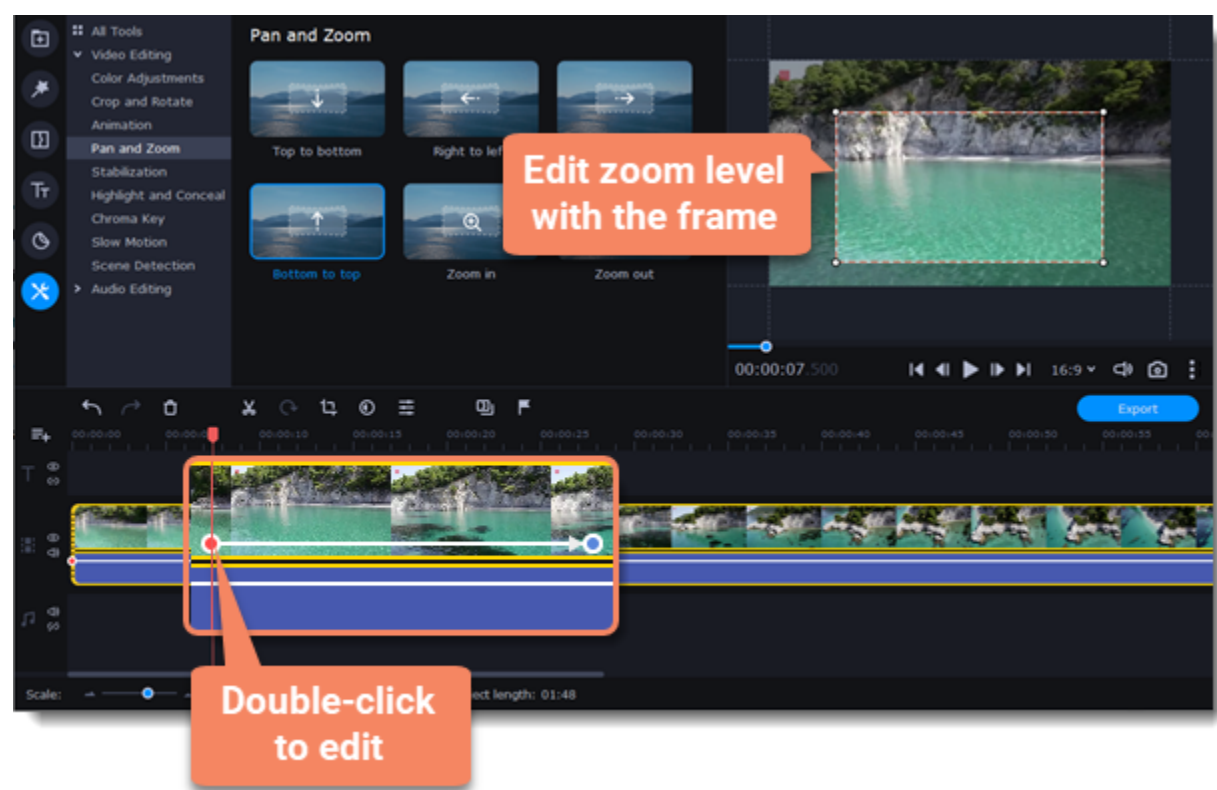 All Tools
Video Editing
Color Adjustments
Crop and Rotate
Animation
Pan and Zoom
Stabilization
Highlight and Conceal
Chroma Key
Slow Motion
Scene Detection
Audio Editing
Pan and Zoom
Top to bottom
Right to lef
Bottom to top
Zoom in
Zoom out
Edit zoom level
with the frame
00:00:07.500
16:9
Export
00:00:00
00:00:0
00:00:10
00:00:15
00:00:20
00:00:25
00:00:30
00:00:35
00:00:40
00:00:45
00:00:50
00:00:55
00:
Double-click
to edit
Scale:
ect length: 01:48